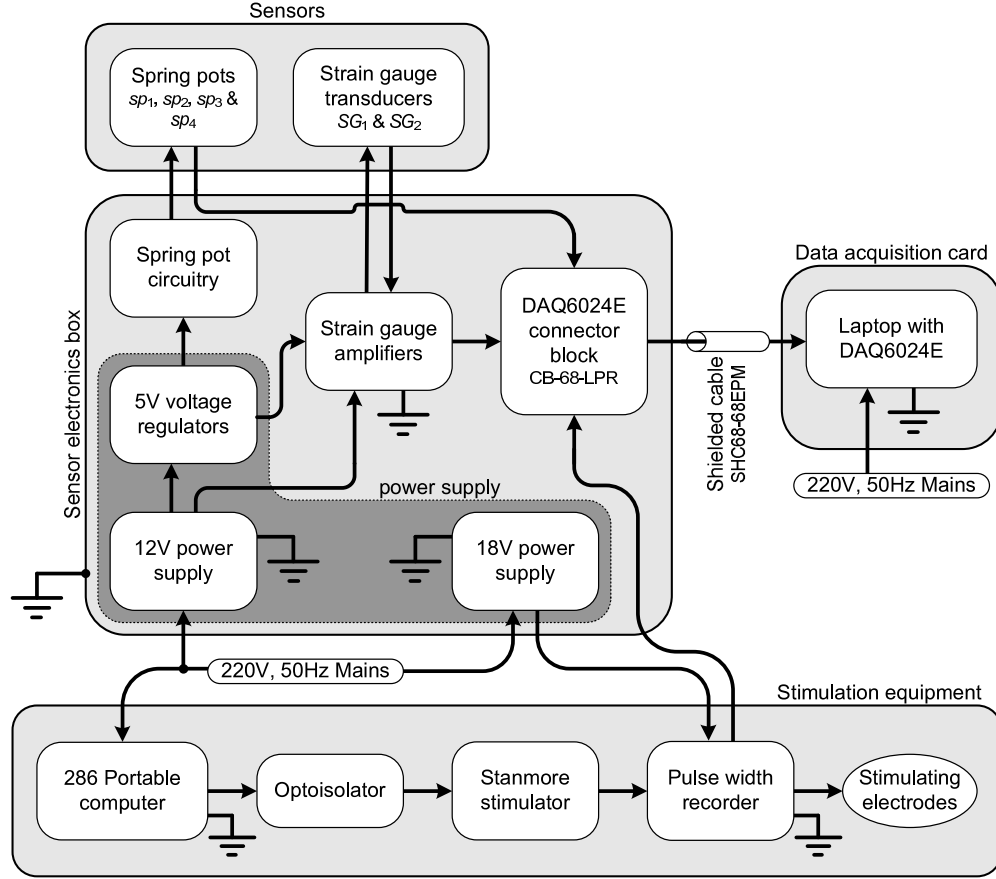 Sensors
Spring pots
sp1, sp2, sp3 &
sp4
Strain gauge
transducers
SG1 & SG2
Sensor electronics box
Spring pot
circuitry
Strain gauge
amplifiers
DAQ6024E
connector
block
CB-68-LPR
Shielded cable
SHC68-68EPM
Data acquisition card
Laptop with
DAQ6024E
220V, 50Hz Mains
5V voltage
regulators
power supply
12V power
supply
18V power
supply
220V, 50Hz Mains
Stimulation equipment
286 Portable
computer
Optoisolator
Stanmore
stimulator
Pulse width
recorder
Stimulating
electrodes